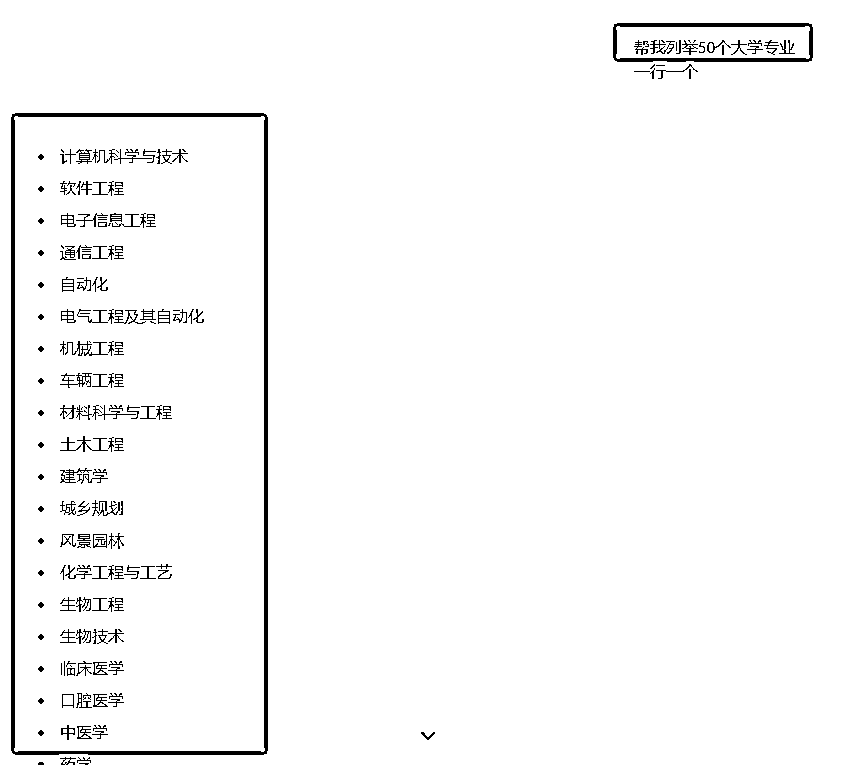 帮我列举50个大学专业
一行一个
计算机科学与技术
软件工程
电子信息工程
通信工程
自动化
电气工程及其自动化
机械工程
车辆工程
材料科学与工程
土木工程
建筑学
城乡规划
风景园林
化学工程与工艺
生物工程
生物技术
临床医学
口腔医学
中医学
药学